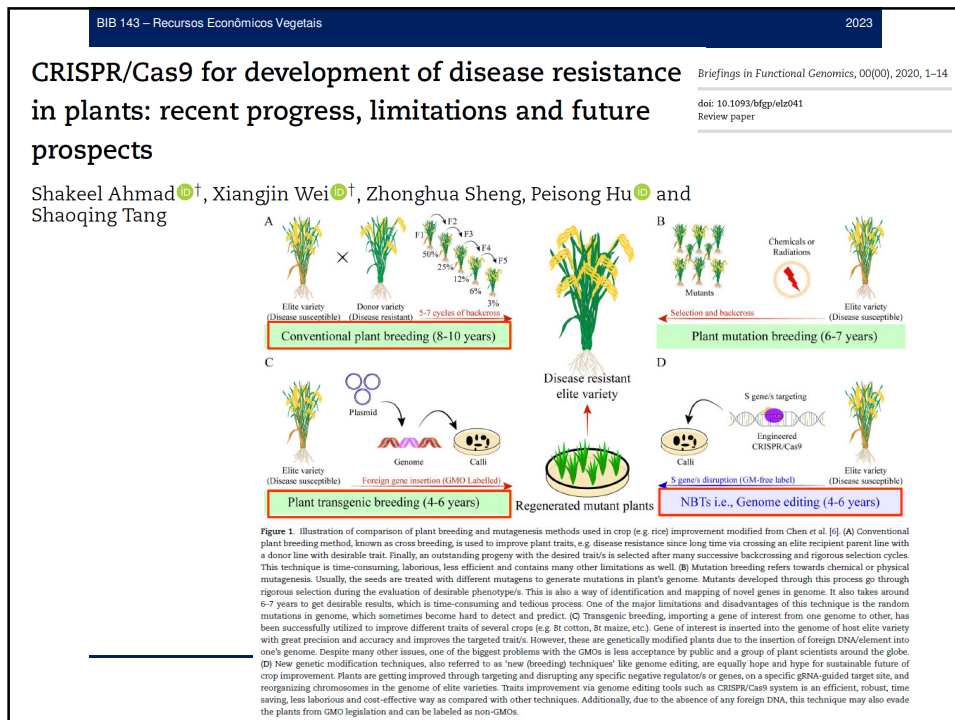 BIB 143 – Recursos Econômicos Vegetais
2023
CRISPR/Cas9 for development of disease resistance
in plants: recent progress, limitations and future
prospects
Briefings in Functional Genomics, 00(00), 2020, 1–14
doi: 10.1093/bfgp/elz041
Review paper
Shakeel Ahmad†, Xiangjin Wei†, Zhonghua Sheng, Peisong Hu and
Shaoqing Tang
A
F1
F2
F3
F4
F5
50%
25%
12%
6%
3%
×
Elite variety
(Disease susceptible)
Donor variety
(Disease resistant)
5-7 cycles of backcross
Conventional plant breeding (8-10 years)
B
Mutants
Chemicals or
Radiations
Elite variety
(Disease susceptible)
Selection and backcross
Plant mutation breeding (6-7 years)
C
Plasmid
Genome
Calli
Elite variety
(Disease susceptible)
Foreign gene insertion (GMO Labelled)
Plant transgenic breeding (4-6 years)
Disease resistant
elite variety
Regenerated mutant plants
D
S gene/s targeting
Calli
Engineered
CRISPR/Cas9
Elite variety
(Disease susceptible)
S gene/s disruption (GM-free label)
NBTs i.e., Genome editing (4-6 years)
Figure 1. Illustration of comparison of plant breeding and mutagenesis methods used in crop (e.g. rice) improvement modified from Chen et al. [6]. (A) Conventional
plant breeding method, known as cross breeding, is used to improve plant traits, e.g. disease resistance since long time via crossing an elite recipient parent line with
a donor line with desirable trait. Finally, an outstanding progeny with the desired trait/s is selected after many successive backcrossing and rigorous selection cycles.
This technique is time-consuming, laborious, less efficient and contains many other limitations as well. (B) Mutation breeding refers towards chemical or physical
mutagenesis. Usually, the seeds are treated with different mutagens to generate mutations in plant's genome. Mutants developed through this process go through
rigorous selection during the evaluation of desirable phenotype/s. This is also a way of identification and mapping of novel genes in genome. It also takes around
6–7 years to get desirable results, which is time-consuming and tedious process. One of the major limitations and disadvantages of this technique is the random
mutations in genome, which sometimes become hard to detect and predict. (C) Transgenic breeding, importing a gene of interest from one genome to other, has
been successfully utilized to improve different traits of several crops (e.g. Bt cotton, Bt maize, etc.). Gene of interest is inserted into the genome of host elite variety
with great precision and accuracy and improves the targeted trait/s. However, these are genetically modified plants due to the insertion of foreign DNA/element into
one's genome. Despite many other issues, one of the biggest problems with the GMOs is less acceptance by public and a group of plant scientists around the globe.
(D) New genetic modification techniques, also referred to as 'new (breeding) techniques' like genome editing, are equally hope and hype for sustainable future of
crop improvement. Plants are getting improved through targeting and disrupting any specific negative regulator/s or genes, on a specific gRNA-guided target site, and
reorganizing chromosomes in the genome of elite varieties. Traits improvement via genome editing tools such as CRISPR/Cas9 system is an efficient, robust, time
saving, less laborious and cost-effective way as compared with other techniques. Additionally, due to the absence of any foreign DNA, this technique may also evade
the plants from GMO legislation and can be labeled as non-GMOs.